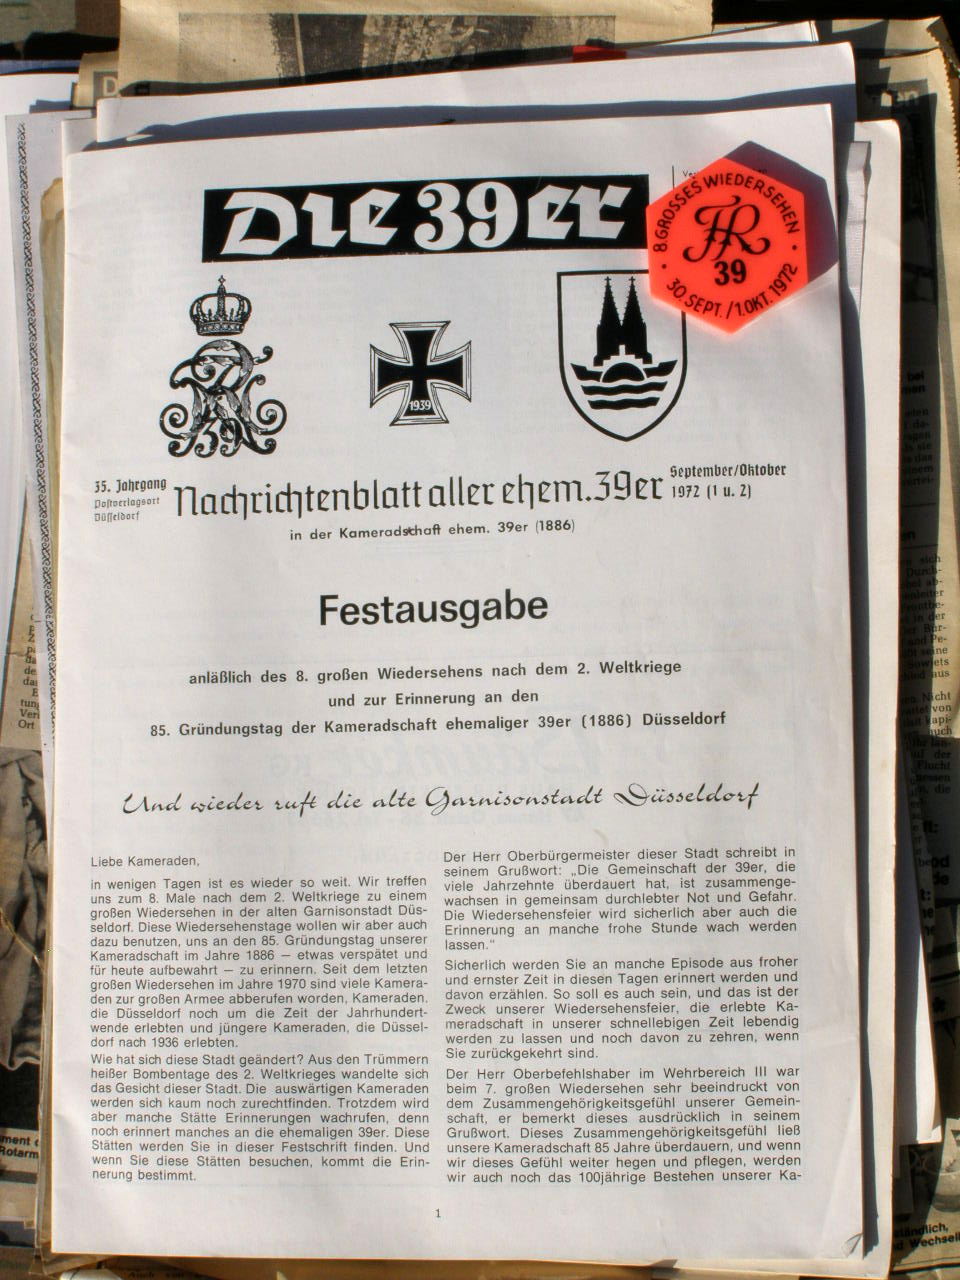 Die 39er
8. GROSSES WIEDERSEHEN
FR
39
30. SEPT. / 1. OKT. 1972
39
1939
35. Jahrgang
Postverlagsort
Düsseldorf
Nachrichtenblatt aller ehem. 39er
September/Oktober
1972 (1 u. 2)
in der Kameradschaft ehem. 39er (1886)
Festausgabe
anläßlich des 8. großen Wiedersehens nach dem 2. Weltkriege
und zur Erinnerung an den
85. Gründungstag der Kameradschaft ehemaliger 39er (1886) Düsseldorf
Und wieder ruft die alte Garnisonstadt Düsseldorf
Liebe Kameraden,
in wenigen Tagen ist es wieder so weit. Wir treffen
uns zum 8. Male nach dem 2. Weltkriege zu einem
großen Wiedersehen in der alten Garnisonstadt Düs-
seldorf. Diese Wiedersehenstage wollen wir aber auch
dazu benutzen, uns an den 85. Gründungstag unserer
Kameradschaft im Jahre 1886 — etwas verspätet und
für heute aufbewahrt — zu erinnern. Seit dem letzten
großen Wiedersehen im Jahre 1970 sind viele Kamera-
den zur großen Armee abberufen worden, Kameraden.
die Düsseldorf noch um die Zeit der Jahrhundert-
wende erlebten und jüngere Kameraden, die Düssel-
dorf nach 1936 erlebten.
Wie hat sich diese Stadt geändert? Aus den Trümmern
heißer Bombentage des 2. Weltkrieges wandelte sich
das Gesicht dieser Stadt. Die auswärtigen Kameraden
werden sich kaum noch zurechtfinden. Trotzdem wird
aber manche Stätte Erinnerungen wachrufen, denn
noch erinnert manches an die ehemaligen 39er. Diese
Stätten werden Sie in dieser Festschrift finden. Und
wenn Sie diese Stätten besuchen, kommt die Erin-
nerung bestimmt.
Der Herr Oberbürgermeister dieser Stadt schreibt in
seinem Grußwort: „Die Gemeinschaft der 39er, die
viele Jahrzehnte überdauert hat, ist zusammenge-
wachsen in gemeinsam durchlebter Not und Gefahr.
Die Wiedersehensfeier wird sicherlich aber auch die
Erinnerung an manche frohe Stunde wach werden
lassen.“
Sicherlich werden Sie an manche Episode aus froher
und ernster Zeit in diesen Tagen erinnert werden und
davon erzählen. So soll es auch sein, und das ist der
Zweck unserer Wiedersehensfeier, die erlebte Ka-
meradschaft in unserer schnellebigen Zeit lebendig
werden zu lassen und noch davon zu zehren, wenn
Sie zurückgekehrt sind.
Der Herr Oberbefehlshaber im Wehrbereich III war
beim 7. großen Wiedersehen sehr beeindruckt von
dem Zusammengehörigkeitsgefühl unserer Gemein-
schaft, er bemerkt dieses ausdrücklich in seinem
Grußwort. Dieses Zusammengehörigkeitsgefühl ließ
unsere Kameradschaft 85 Jahre überdauern, und wenn
wir dieses Gefühl weiter hegen und pflegen, werden
wir auch noch das 100jährige Bestehen unserer Ka-
1